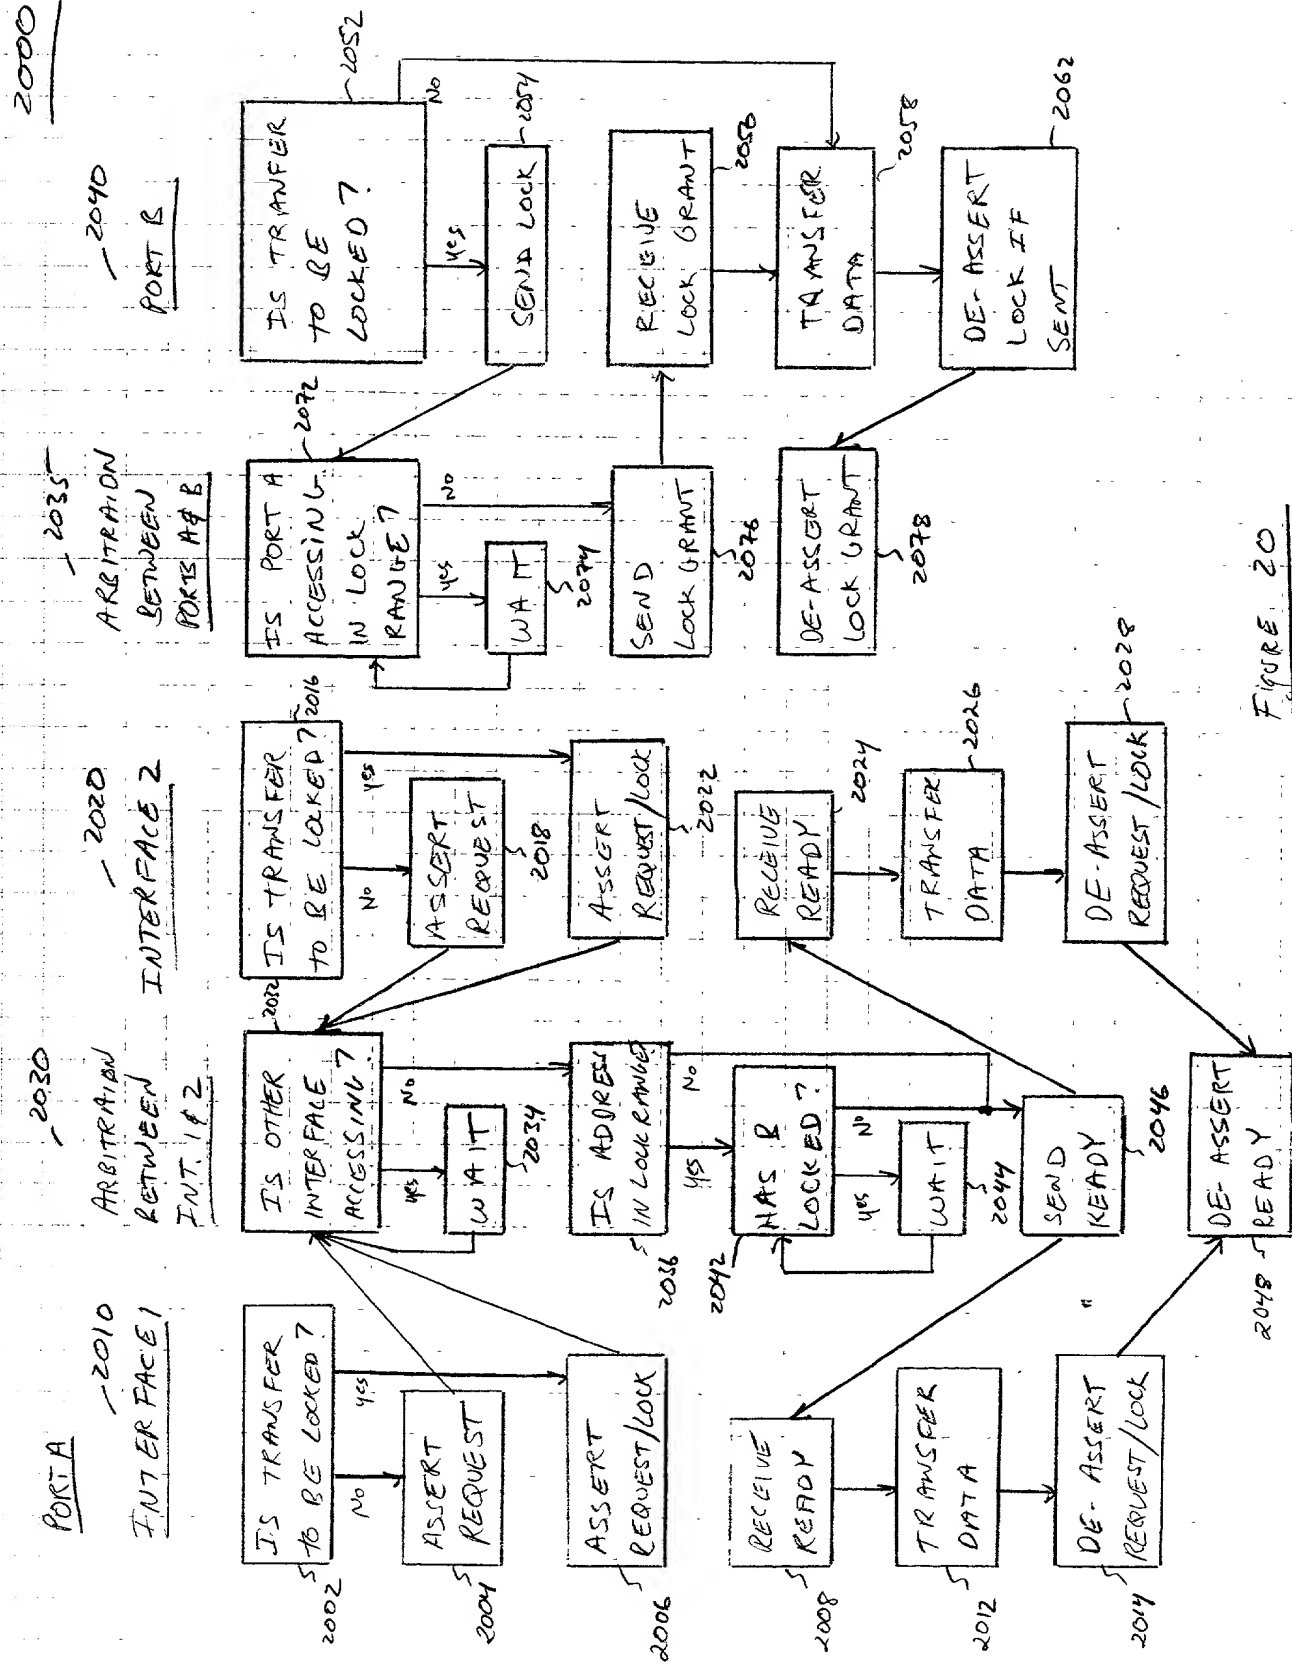 2000
PORT A
2010
INTERFACE 1
IS TRANSFER
TO BE LOCKED?
2002
No
yes
ASSERT
REQUEST
2004
ASSERT
REQUEST/LOCK
2006
RECEIVE
READY
2008
TRANSFER
DATA
2012
DE-ASSERT
REQUEST/LOCK
2014
2030
ARBITRAION
BETWEEN
INT. 1 & 2
2032
IS OTHER
INTERFACE
ACCESSING?
yes
No
WAIT
2034
IS ADDRESS
IN LOCK RANGE?
2036
yes
No
HAS B
LOCKED?
2042
yes
No
WAIT
2044
SEND
READY
2046
DE-ASSERT
READY
2048
2020
INTERFACE 2
IS TRANSFER
TO BE LOCKED?
2016
No
yes
ASSERT
REQUEST
2018
ASSERT
REQUEST/LOCK
2022
RECEIVE
READY
2024
TRANSFER
DATA
2026
DE-ASSERT
REQUEST/LOCK
2028
2035
ARBITRAION
BETWEEN
PORTS A & B
IS PORT A
ACCESSING
IN LOCK
RANGE?
2072
yes
No
WAIT
2074
SEND
LOCK GRANT
2076
DE-ASSERT
LOCK GRANT
2078
2040
PORT B
IS TRANFER
TO BE
LOCKED?
2052
No
yes
SEND LOCK
2054
RECEIVE
LOCK GRANT
2056
TRANSFER
DATA
2058
DE-ASSERT
LOCK IF
SENT
2062
FIGURE 20